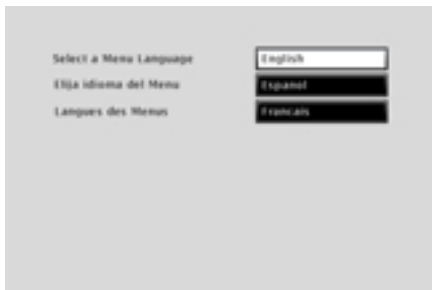 Select a Menu Language English
Elija idioma del Menu Espanol
Langues des Menus Francais